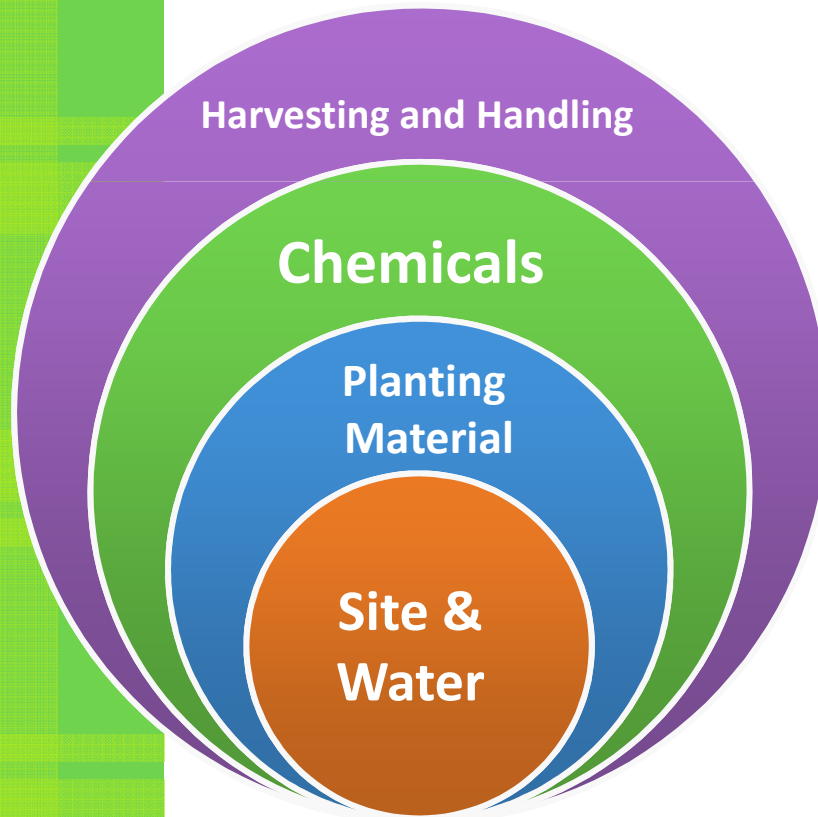 Harvesting and Handling
Chemicals
Planting
Material
Site &
Water